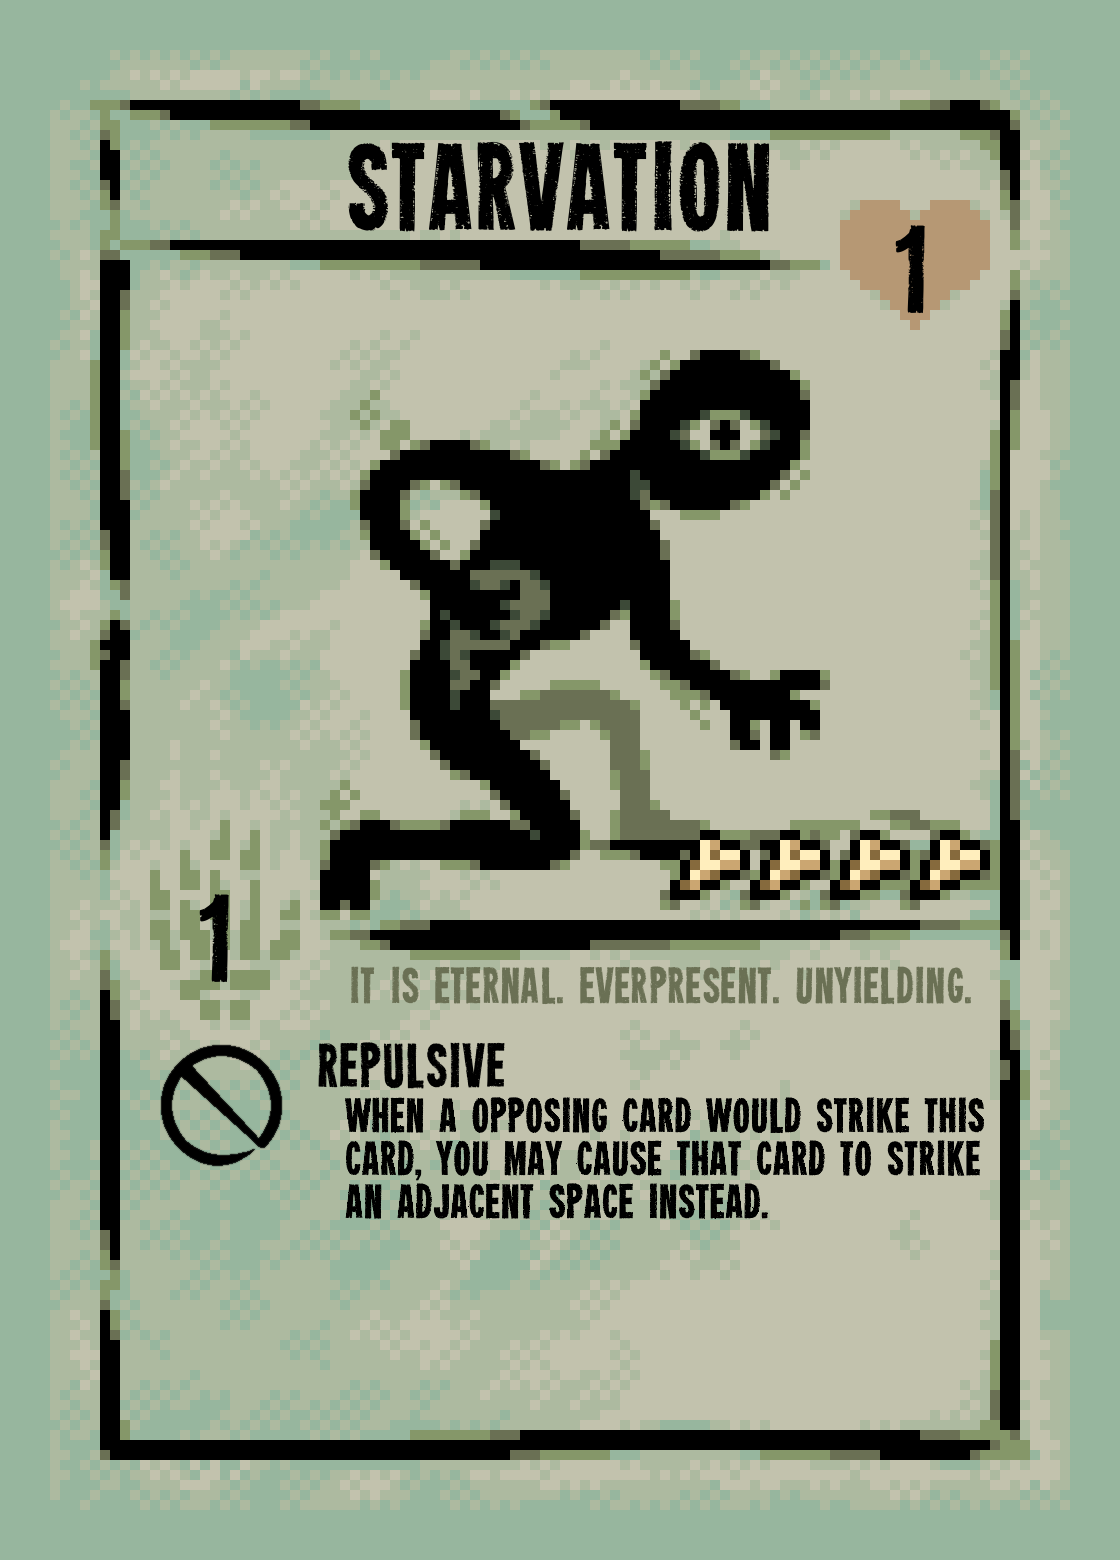 STARVATION
1
1
IT IS ETERNAL. EVERPRESENT. UNYIELDING.
REPULSIVE
WHEN A OPPOSING CARD WOULD STRIKE THIS
CARD, YOU MAY CAUSE THAT CARD TO STRIKE
AN ADJACENT SPACE INSTEAD.